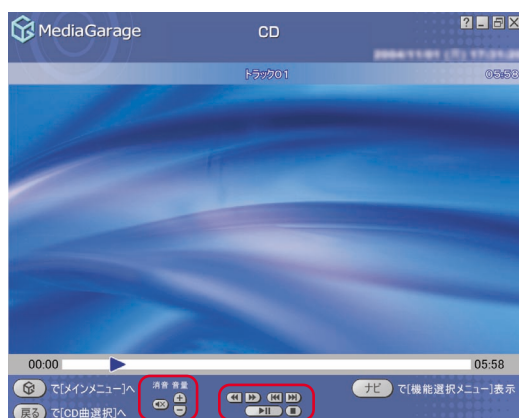 MediaGarage
CD
トラック01
05:58
00:00
05:58
で[メインメニュー]へ
消音 音量
ナビ で[機能選択メニュー]表示
戻る で[CD曲選択]へ